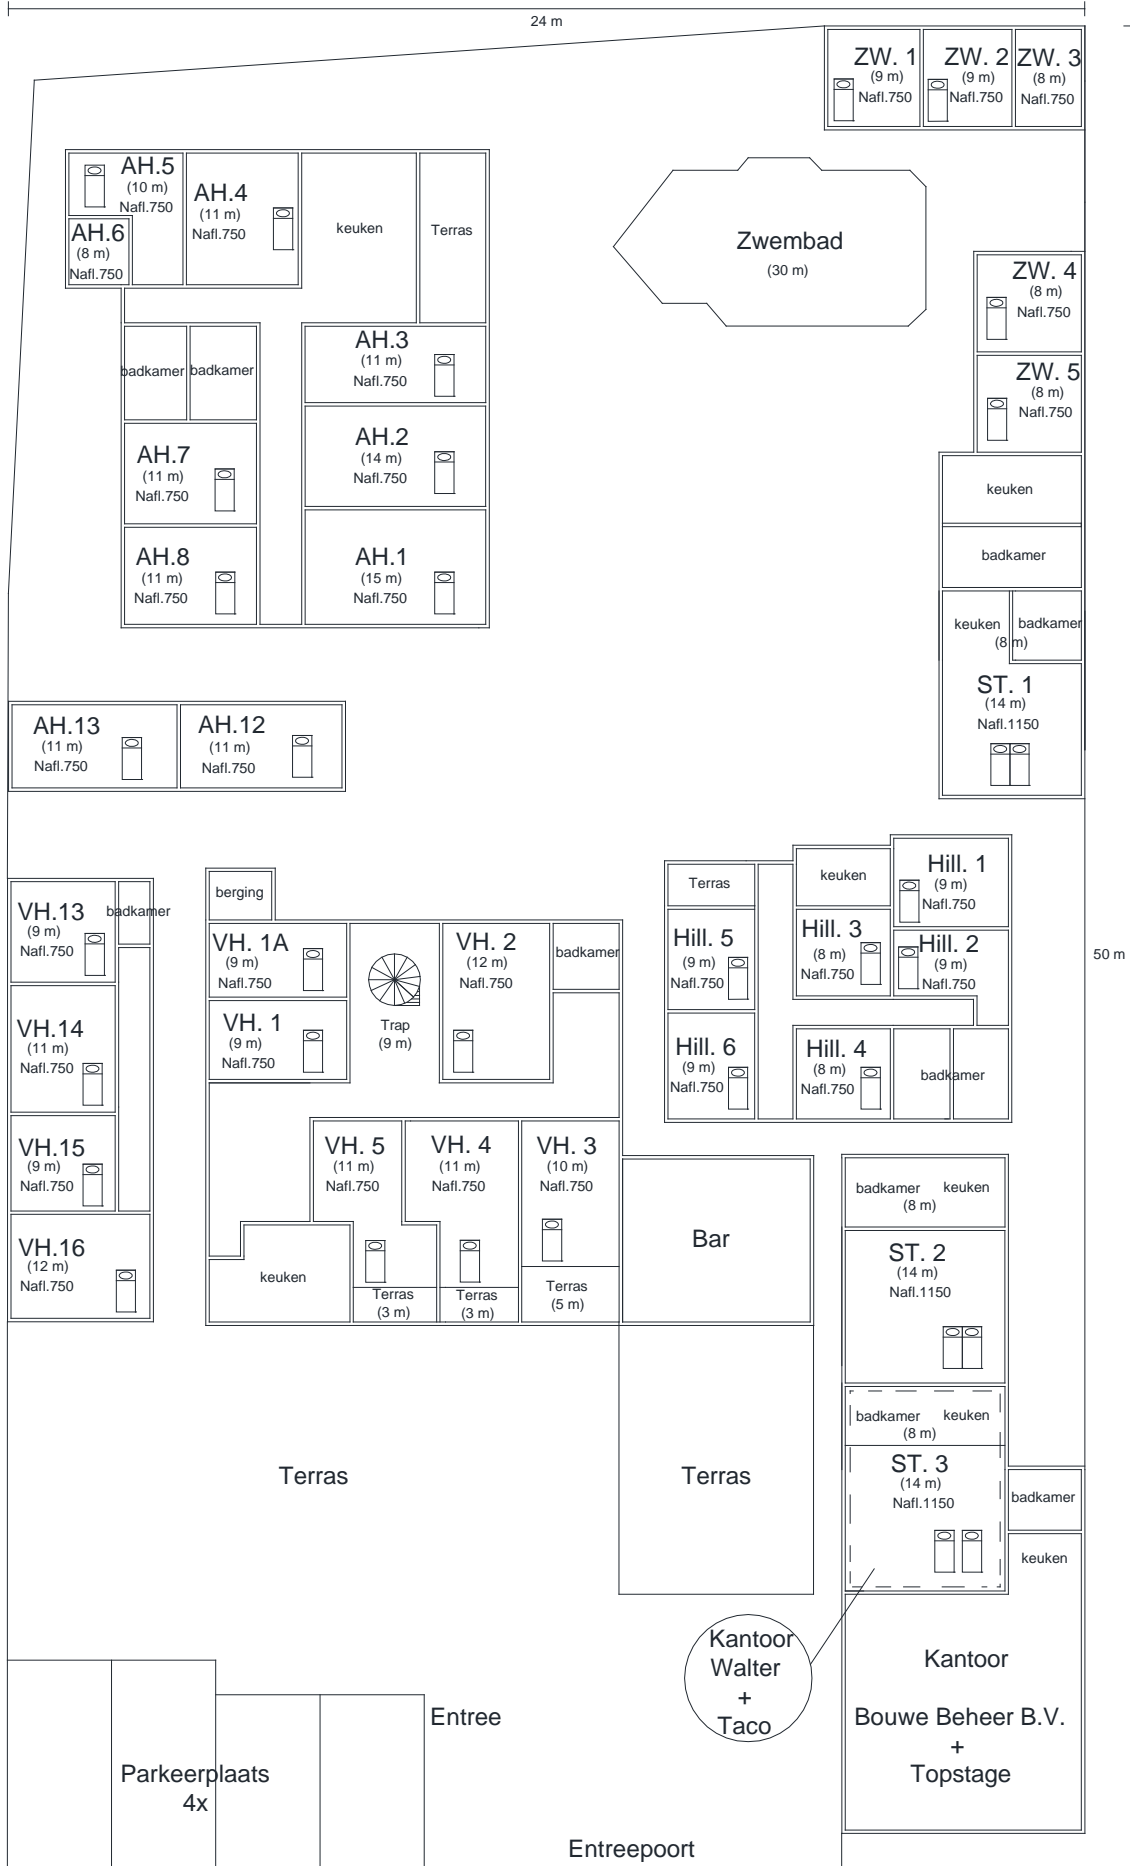 24 m
ZW. 1
(9 m)
Nafl.750
ZW. 2
(9 m)
Nafl.750
ZW. 3
(8 m)
Nafl.750
AH.5
(10 m)
Nafl.750
AH.6
(8 m)
Nafl.750
AH.4
(11 m)
Nafl.750
keuken
Terras
Zwembad
(30 m)
ZW. 4
(8 m)
Nafl.750
ZW. 5
(8 m)
Nafl.750
AH.3
(11 m)
Nafl.750
badkamer
badkamer
AH.2
(14 m)
Nafl.750
AH.7
(11 m)
Nafl.750
AH.8
(11 m)
Nafl.750
AH.1
(15 m)
Nafl.750
keuken
badkamer
keuken
badkamer
(8 m)
ST. 1
(14 m)
Nafl.1150
AH.13
(11 m)
Nafl.750
AH.12
(11 m)
Nafl.750
berging
Terras
keuken
Hill. 1
(9 m)
Nafl.750
VH.13
(9 m)
Nafl.750
badkamer
VH. 1A
(9 m)
Nafl.750
VH. 2
(12 m)
Nafl.750
badkamer
Hill. 5
(9 m)
Nafl.750
Hill. 3
(8 m)
Nafl.750
Hill. 2
(9 m)
Nafl.750
50 m
VH.14
(11 m)
Nafl.750
VH. 1
(9 m)
Nafl.750
Trap
(9 m)
Hill. 6
(9 m)
Nafl.750
Hill. 4
(8 m)
Nafl.750
badkamer
VH.15
(9 m)
Nafl.750
VH. 5
(11 m)
Nafl.750
VH. 4
(11 m)
Nafl.750
VH. 3
(10 m)
Nafl.750
badkamer
keuken
(8 m)
VH.16
(12 m)
Nafl.750
keuken
Terras
(3 m)
Terras
(3 m)
Terras
(5 m)
Bar
ST. 2
(14 m)
Nafl.1150
badkamer
keuken
(8 m)
Terras
Terras
ST. 3
(14 m)
Nafl.1150
badkamer
keuken
Kantoor
Walter
+
Taco
Kantoor
Bouwe Beheer B.V.
+
Topstage
Entree
Parkeerplaats
4x
Entreepoort